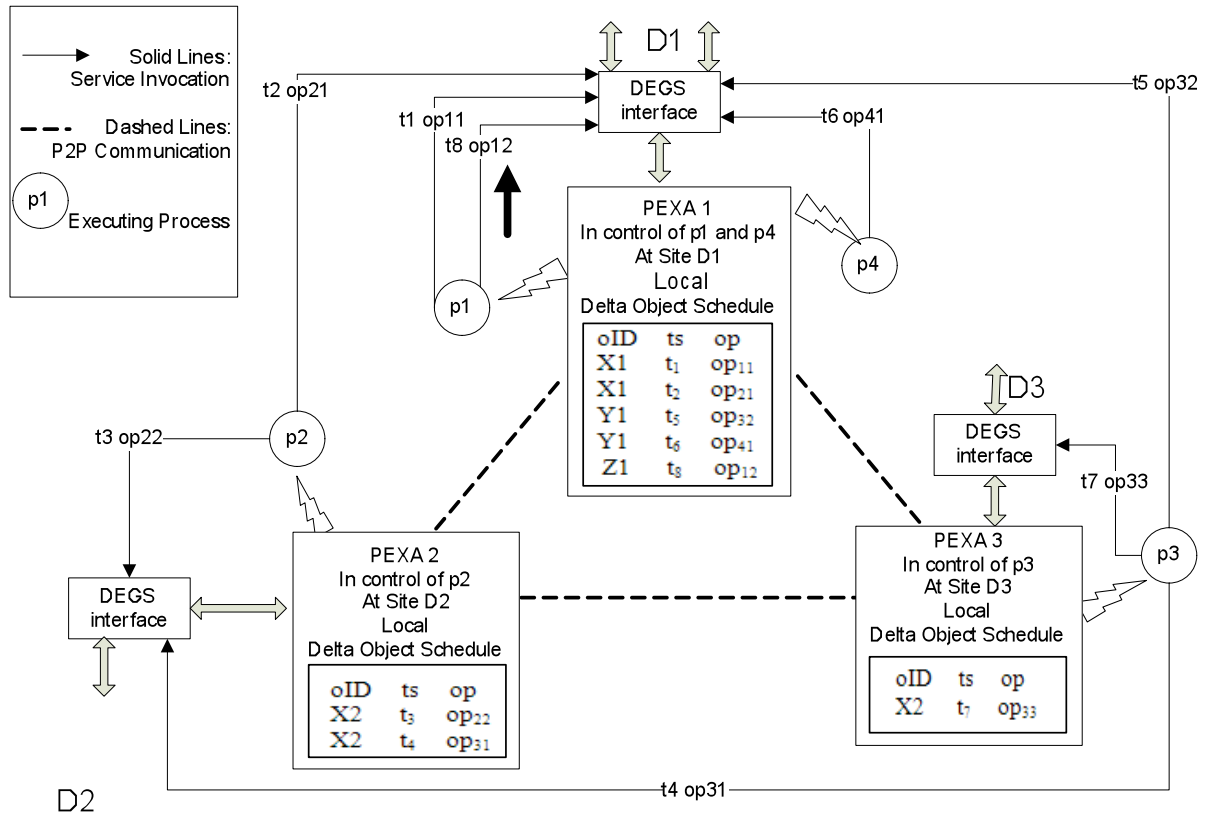 Solid Lines:
Service Invocation
Dashed Lines:
P2P Communication
p1
Executing Process
D1
DEGS
interface
t2 op21
t1 op11
t8 op12
t5 op32
t6 op41
p1
p4
PEXA 1
In control of p1 and p4
At Site D1
Local
Delta Object Schedule
oID ts op
X1 t₁ op₁₁
X1 t₂ op₂₁
Y1 t₅ op₃₂
Y1 t₆ op₄₁
Z1 t₈ op₁₂
D3
DEGS
interface
t7 op33
p3
t3 op22
p2
DEGS
interface
PEXA 2
In control of p2
At Site D2
Local
Delta Object Schedule
oID ts op
X2 t₃ op₂₂
X2 t₄ op₃₁
PEXA 3
In control of p3
At Site D3
Local
Delta Object Schedule
oID ts op
X2 t₇ op₃₃
t4 op31
D2